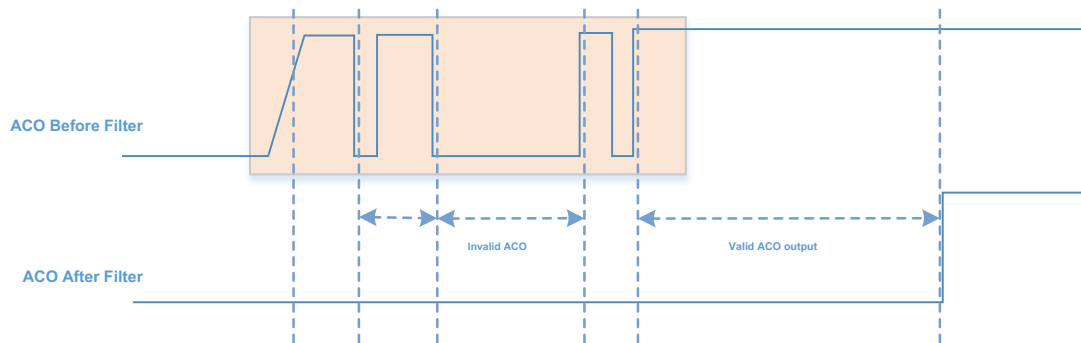 ACO Before Filter
Invalid ACO
Valid ACO output
ACO After Filter